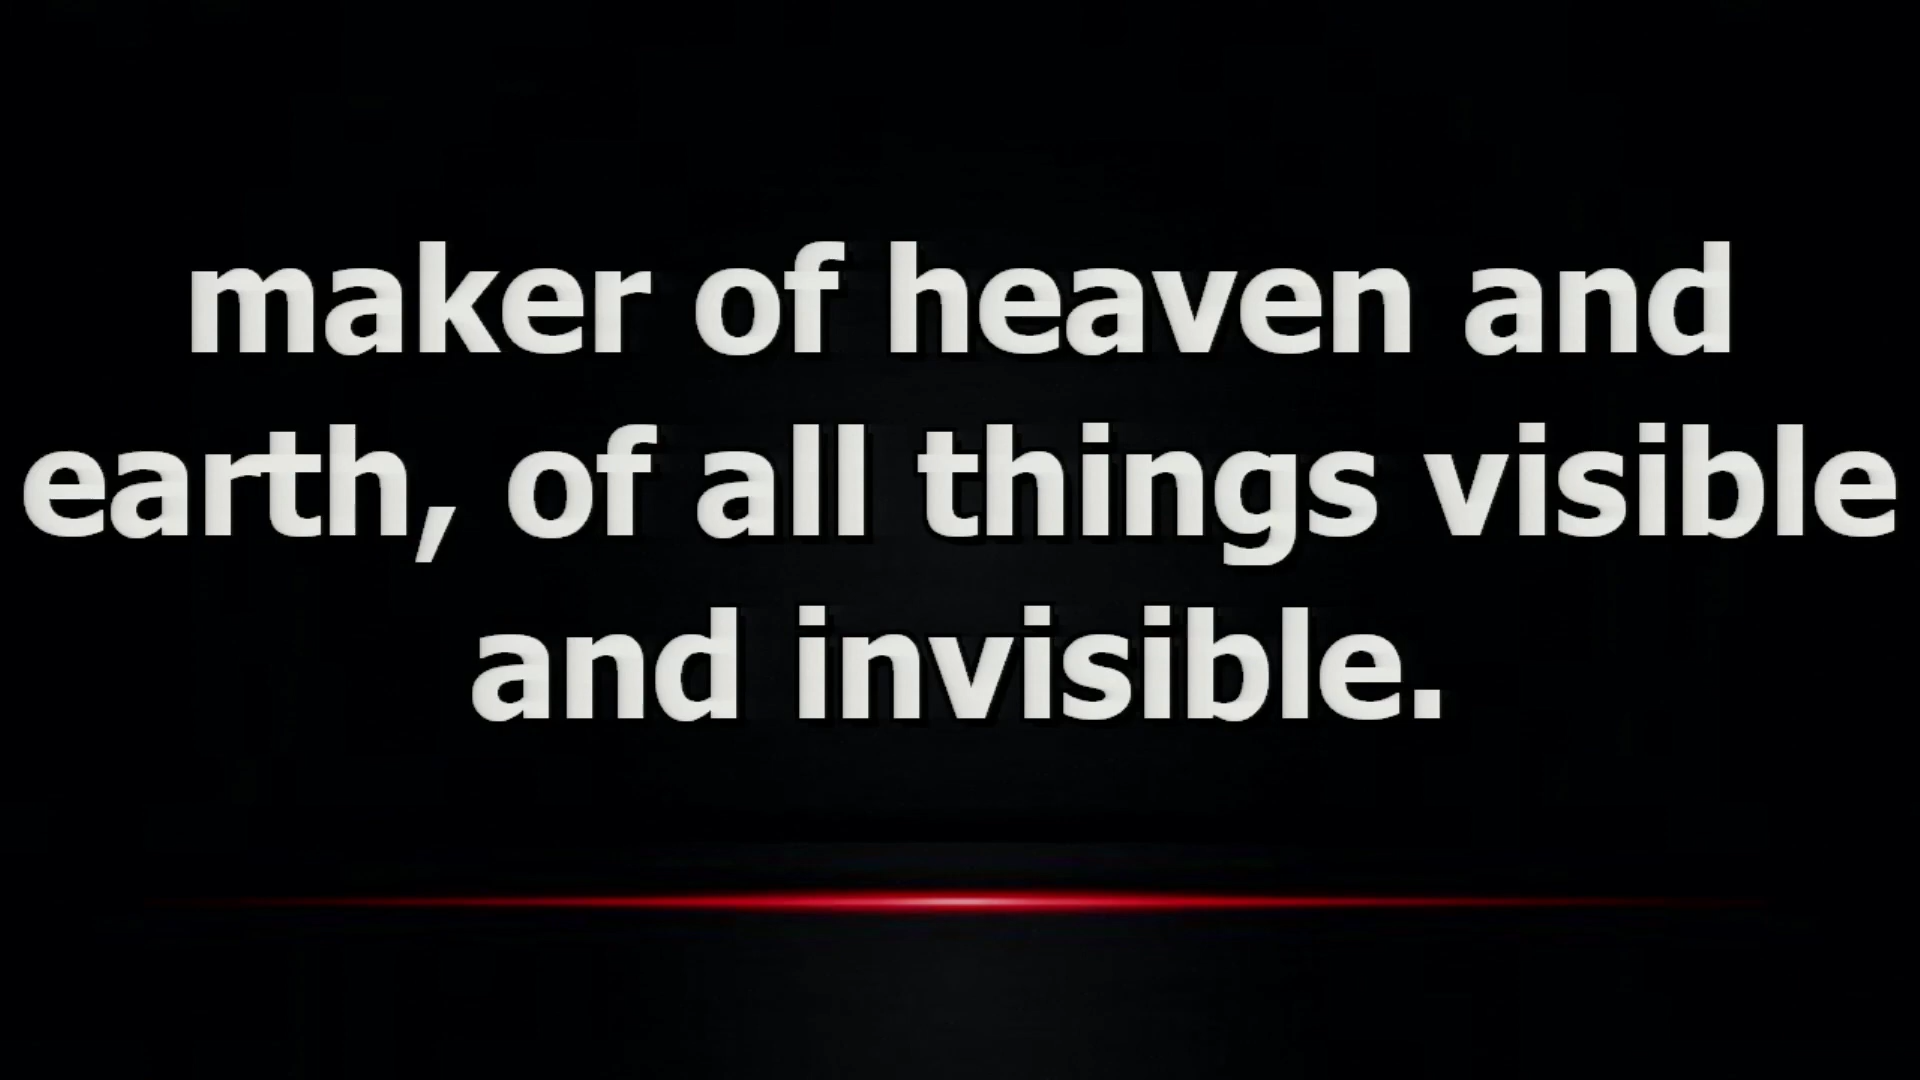 maker of heaven and
earth, of all things visible
and invisible.